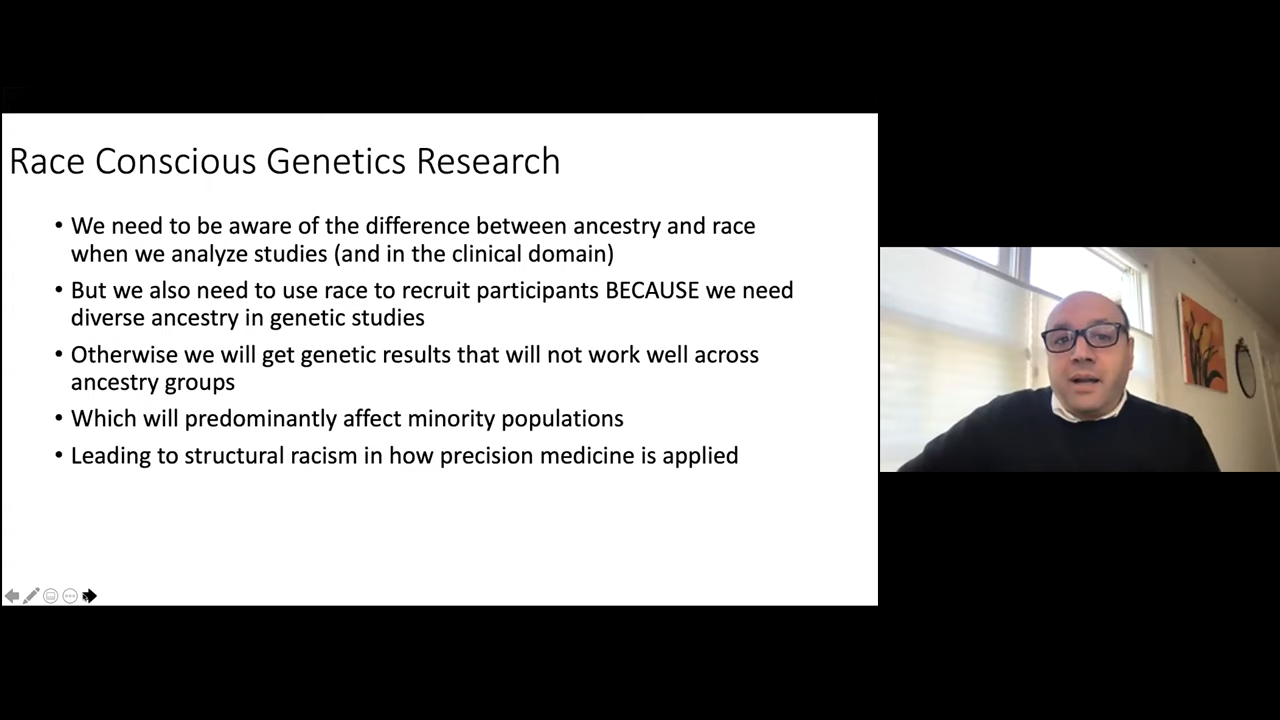 Race Conscious Genetics Research
• We need to be aware of the difference between ancestry and race
when we analyze studies (and in the clinical domain)
• But we also need to use race to recruit participants BECAUSE we need
diverse ancestry in genetic studies
• Otherwise we will get genetic results that will not work well across
ancestry groups
• Which will predominantly affect minority populations
• Leading to structural racism in how precision medicine is applied